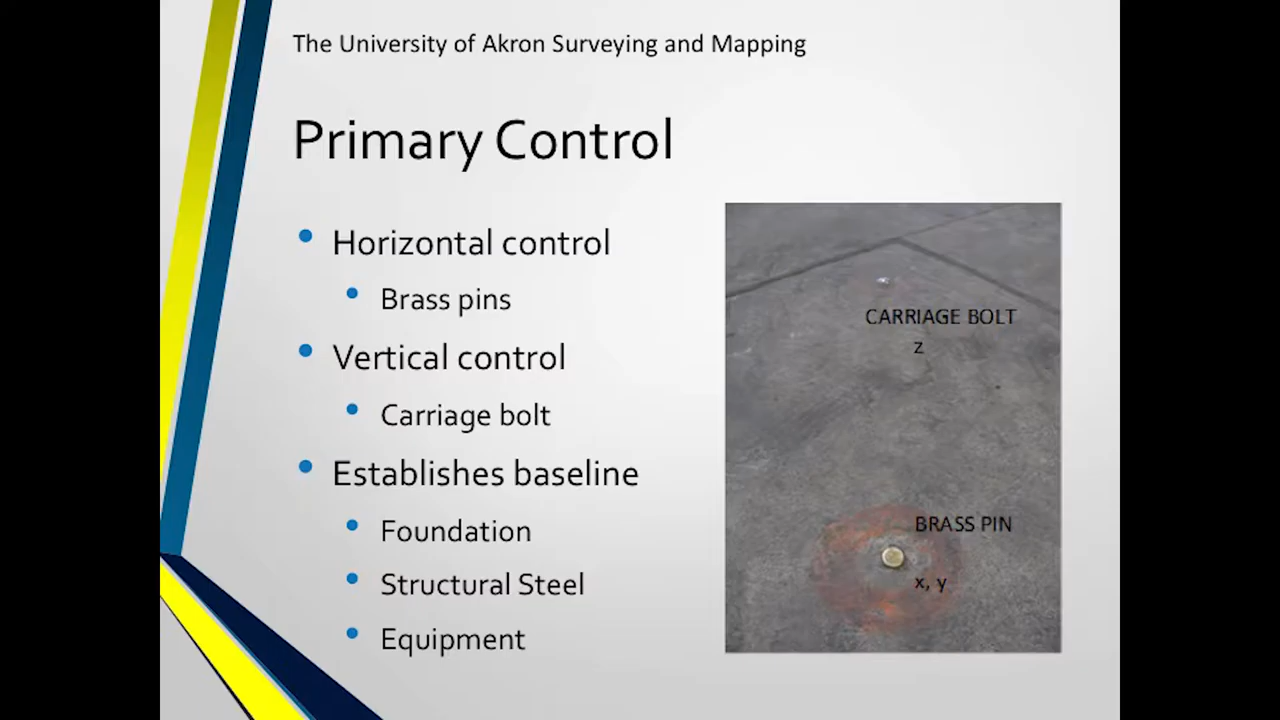 The University of Akron Surveying and Mapping
Primary Control
Horizontal control
Brass pins
Vertical control
Carriage bolt
Establishes baseline
Foundation
Structural Steel
Equipment
CARRIAGE BOLT
z
BRASS PIN
x, y